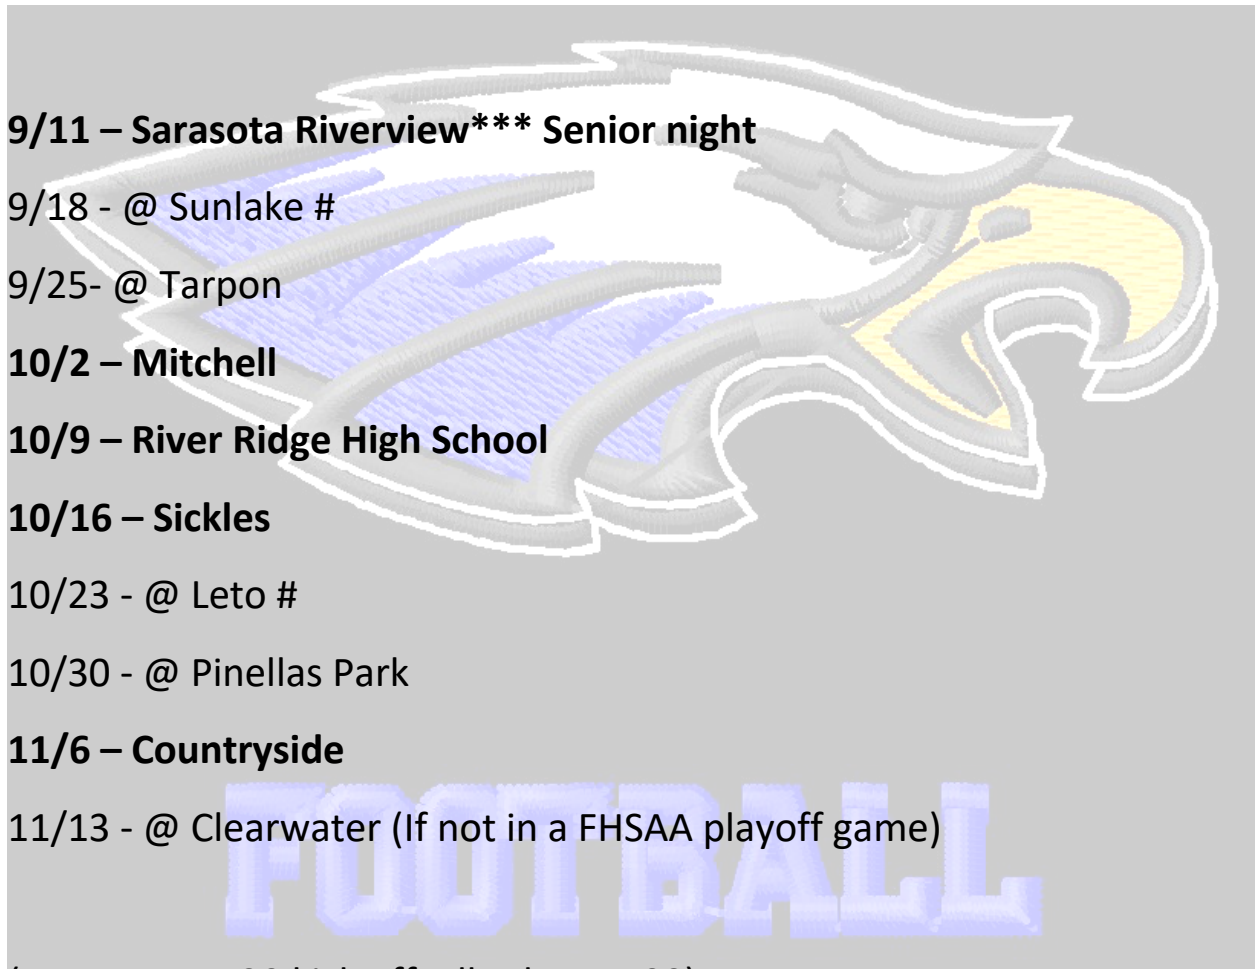 9/11 – Sarasota Riverview*** Senior night
9/18 - @ Sunlake #
9/25- @ Tarpon
10/2 – Mitchell
10/9 – River Ridge High School
10/16 – Sickles
10/23 - @ Leto #
10/30 - @ Pinellas Park
11/6 – Countryside
11/13 - @ Clearwater (If not in a FHSAA playoff game)
FOOTBALL